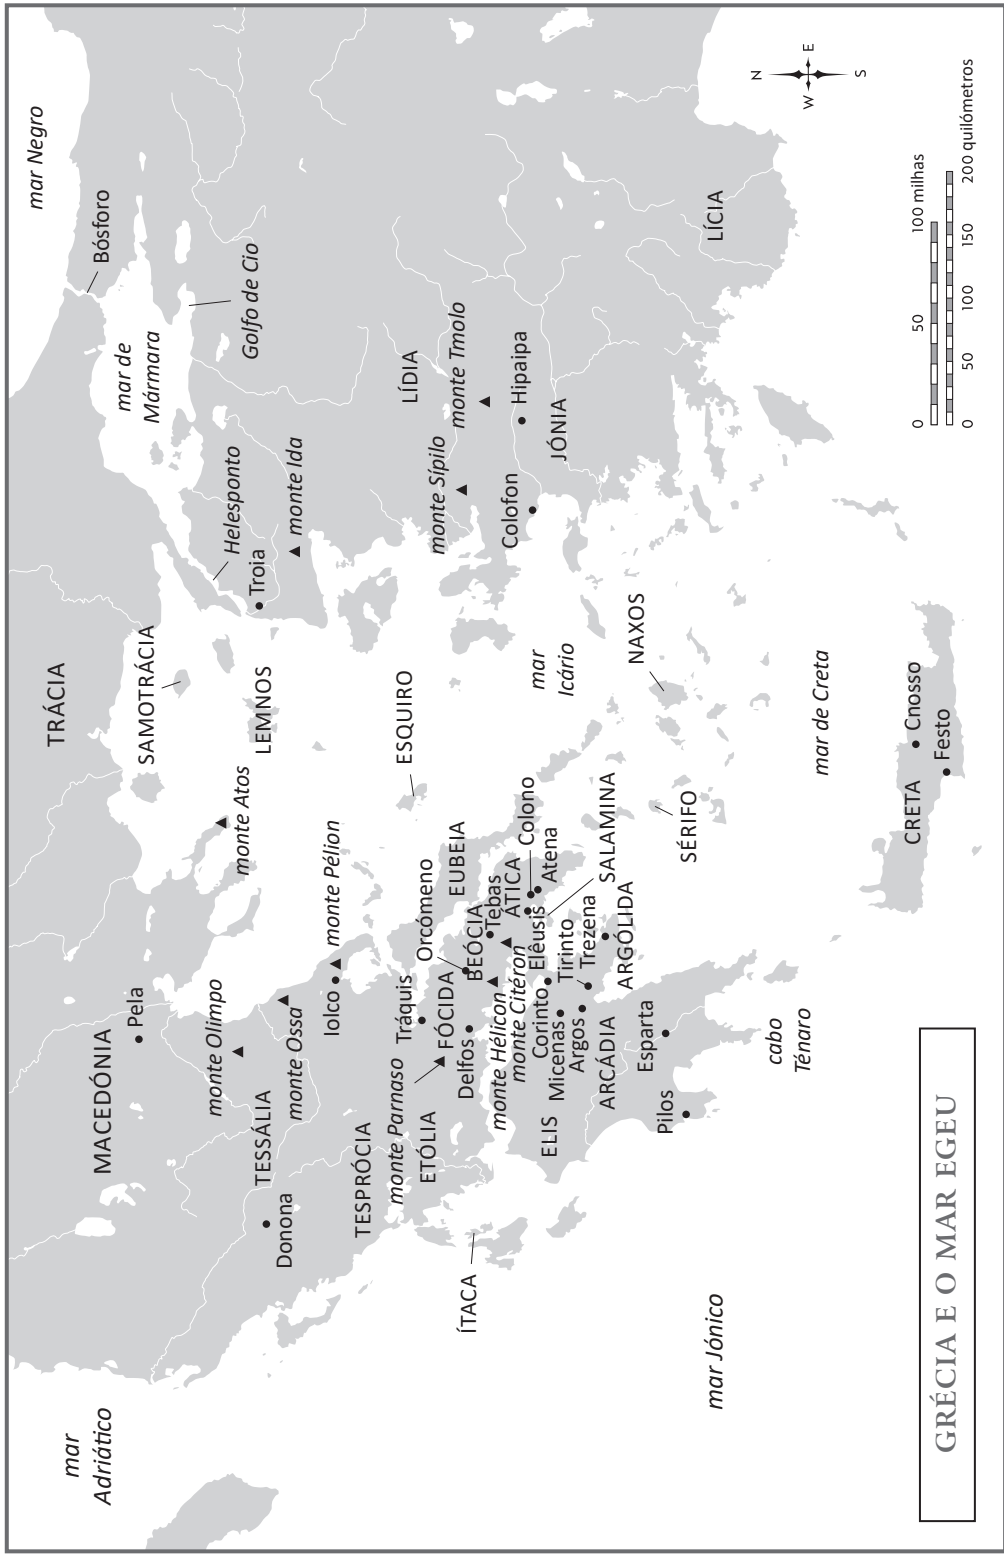 mar
Adriático
MACEDÓNIA
Pela
TRÁCIA
mar Negro
Bósforo
mar de
Mármara
SAMOTRÁCIA
Golfo de Cio
Helesponto
Troia
monte Ida
LEMNOS
monte Atos
monte Olimpo
TESSÁLIA
monte Ossa
Donona
Iolco
monte Pélion
TESPRÓCIA
monte Parnaso
ETÓLIA
Tráquis
Orcómeno
FÓCIDA
Delfos
EUBEIA
ESQUIRO
LÍDIA
monte Sípilo
monte Tmolo
Hipaipa
Colofon
JÓNIA
LÍCIA
BEÓCIA
Tebas
ÁTICA
Colono
Atena
Elêusis
SALAMINA
monte Hélicon
monte Citéron
ÍTACA
ELIS
Corinto
Micenas
Argos
Tirinto
Trezena
ARGÓLIDA
ARCÁDIA
Esparta
Pilos
mar
Icário
NAXOS
SÉRIFO
mar Jónico
cabo
Ténaro
mar de Creta
CRETA
Cnosso
Festo
N
E
W
S
0
50
100 milhas
0
50
100
150
200 quilómetros
GRÉCIA E O MAR EGEU